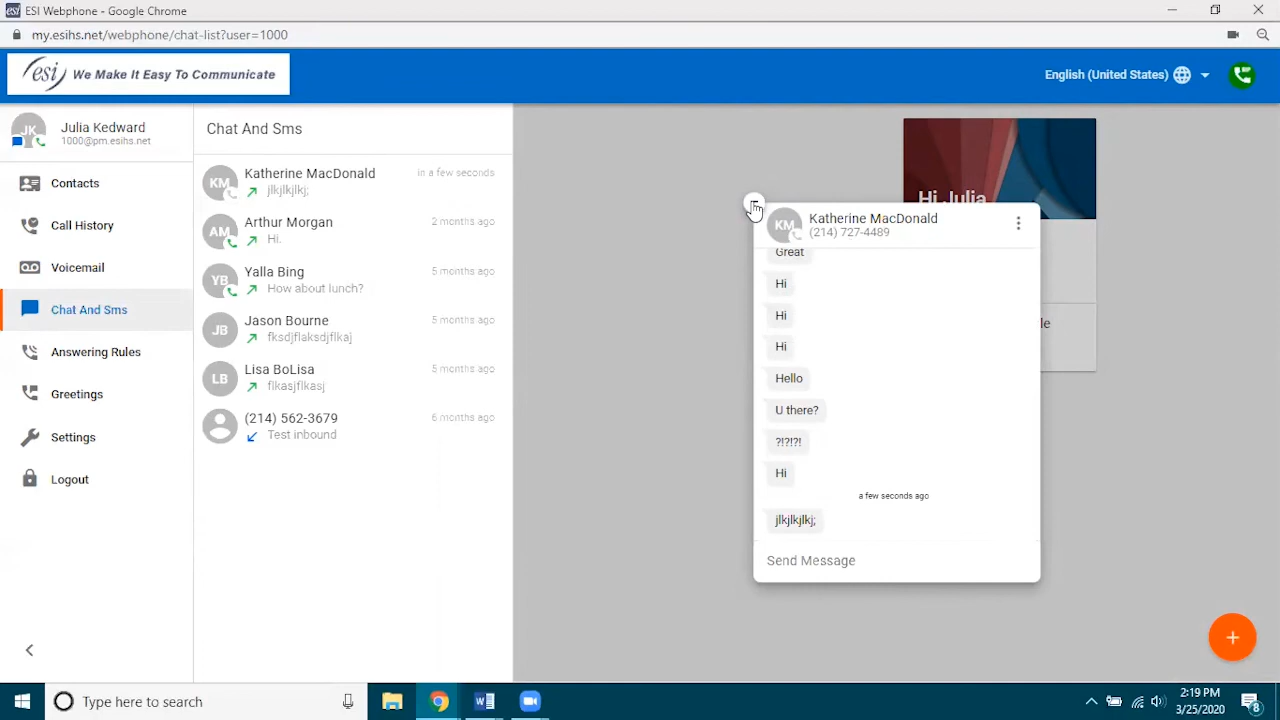 ESI Webphone - Google Chrome
my.esihs.net/webphone/chat-list?user=1000
esi We Make It Easy To Communicate
English (United States)
JK
Julia Kedward
1000@pm.esihs.net
Contacts
Call History
Voicemail
Chat And Sms
Answering Rules
Greetings
Settings
Logout
Chat And Sms
KM Katherine MacDonald in a few seconds
jlkjlkjlkj;
AM Arthur Morgan 2 months ago
Hi.
YB Yalla Bing 5 months ago
How about lunch?
JB Jason Bourne 5 months ago
fksdjflaksdjflkaj
LB Lisa BoLisa 5 months ago
flkasjflkasj
(214) 562-3679 6 months ago
Test inbound
Hi Julia
KM Katherine MacDonald
(214) 727-4489
Great
Hi
Hi
Hi
Hello
U there?
?!?!?!
Hi
a few seconds ago
jlkjlkjlkj;
Send Message
Type here to search
2:19 PM
3/25/2020
8